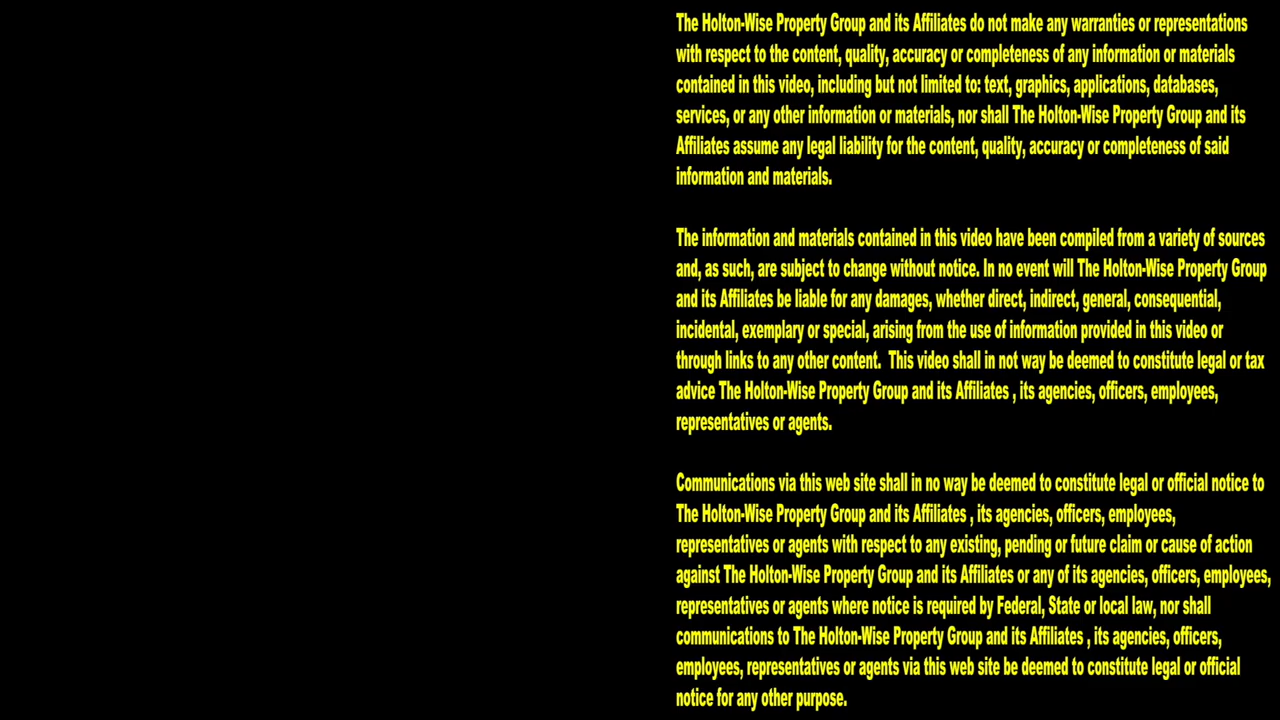 The Holton-Wise Property Group and its Affiliates do not make any warranties or representations
with respect to the content, quality, accuracy or completeness of any information or materials
contained in this video, including but not limited to: text, graphics, applications, databases,
services, or any other information or materials, nor shall The Holton-Wise Property Group and its
Affiliates assume any legal liability for the content, quality, accuracy or completeness of said
information and materials.
The information and materials contained in this video have been compiled from a variety of sources
and, as such, are subject to change without notice. In no event will The Holton-Wise Property Group
and its Affiliates be liable for any damages, whether direct, indirect, general, consequential,
incidental, exemplary or special, arising from the use of information provided in this video or
through links to any other content.  This video shall in not way be deemed to constitute legal or tax
advice The Holton-Wise Property Group and its Affiliates , its agencies, officers, employees,
representatives or agents.
Communications via this web site shall in no way be deemed to constitute legal or official notice to
The Holton-Wise Property Group and its Affiliates , its agencies, officers, employees,
representatives or agents with respect to any existing, pending or future claim or cause of action
against The Holton-Wise Property Group and its Affiliates or any of its agencies, officers, employees,
representatives or agents where notice is required by Federal, State or local law, nor shall
communications to The Holton-Wise Property Group and its Affiliates , its agencies, officers,
employees, representatives or agents via this web site be deemed to constitute legal or official
notice for any other purpose.